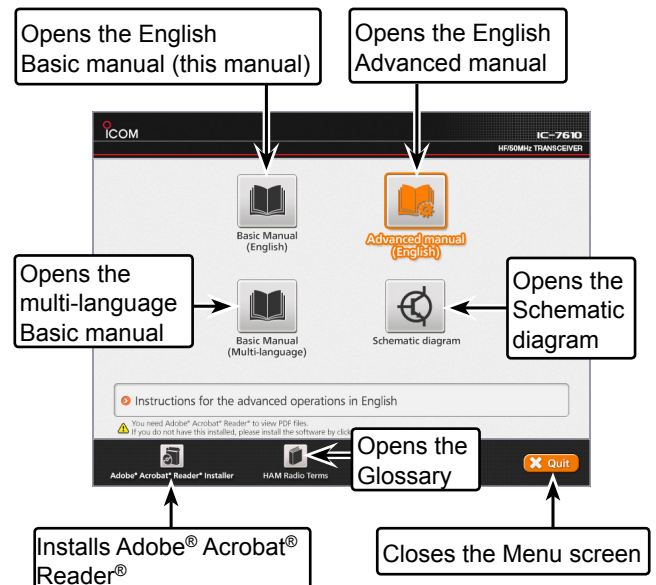 Opens the English
Basic manual (this manual)
Opens the English
Advanced manual
ICOM
IC-7610
HF/50MHz TRANSCEIVER
Basic Manual
(English)
Advanced manual
(English)
Opens the
multi-language
Basic manual
Basic Manual
(Multi-language)
Schematic diagram
Opens the
Schematic
diagram
Instructions for the advanced operations in English
You need Adobe® Acrobat® Reader® to view PDF files.
If you do not have this installed, please install the software by
Adobe® Acrobat® Reader® Installer
HAM Radio Terms
Opens the
Glossary
Quit
Installs Adobe® Acrobat®
Reader®
Closes the Menu screen